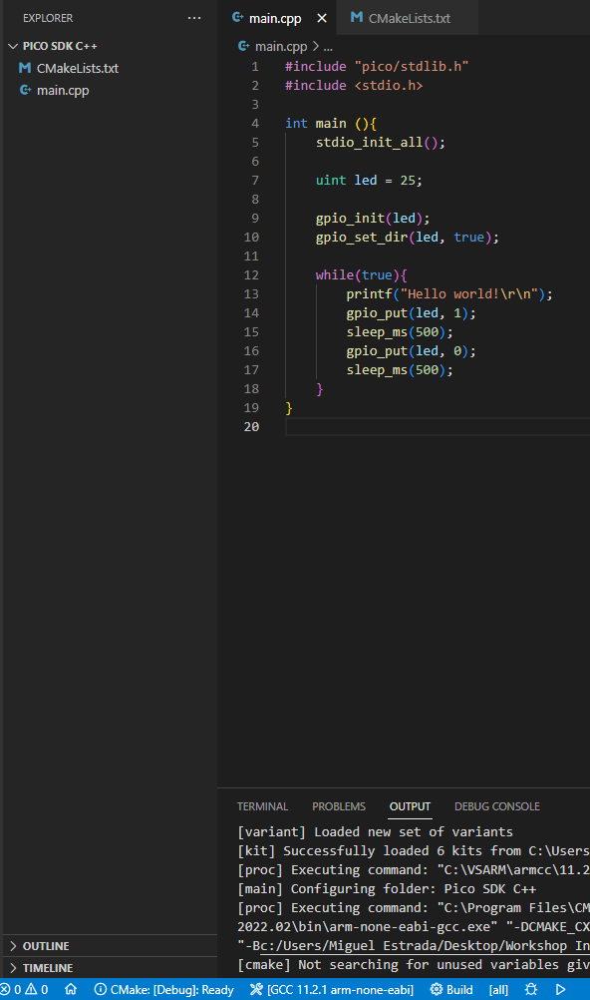 EXPLORER
PICO SDK C++
CMakeLists.txt
main.cpp
OUTLINE
TIMELINE
main.cpp
CMakeLists.txt
main.cpp > ...
1 #include "pico/stdlib.h"
2 #include <stdio.h>
3
4 int main (){
5 stdio_init_all();
6
7 uint led = 25;
8
9 gpio_init(led);
10 gpio_set_dir(led, true);
11
12 while(true){
13 printf("Hello world!\r\n");
14 gpio_put(led, 1);
15 sleep_ms(500);
16 gpio_put(led, 0);
17 sleep_ms(500);
18 }
19 }
20
TERMINAL PROBLEMS OUTPUT DEBUG CONSOLE
[variant] Loaded new set of variants
[kit] Successfully loaded 6 kits from C:\Users
[proc] Executing command: "C:\VSARM\armcc\11.2
[main] Configuring folder: Pico SDK C++
[proc] Executing command: "C:\Program Files\CM
2022.02\bin\arm-none-eabi-gcc.exe" "-DCMAKE_CX
"-Bc:/Users/Miguel Estrada/Desktop/Workshop In
[cmake] Not searching for unused variables giv
0 0 CMake: [Debug]: Ready [GCC 11.2.1 arm-none-eabi] Build [all]